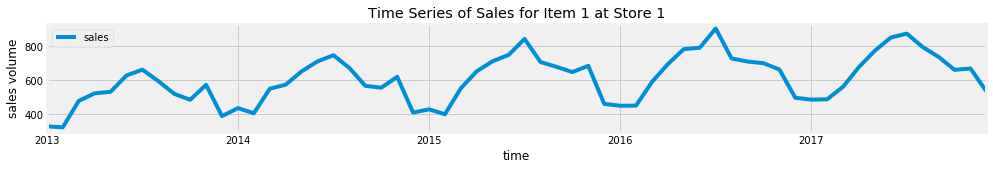 Time Series of Sales for Item 1 at Store 1
sales
sales volume
800
600
400
2013 2014 2015 2016 2017
time